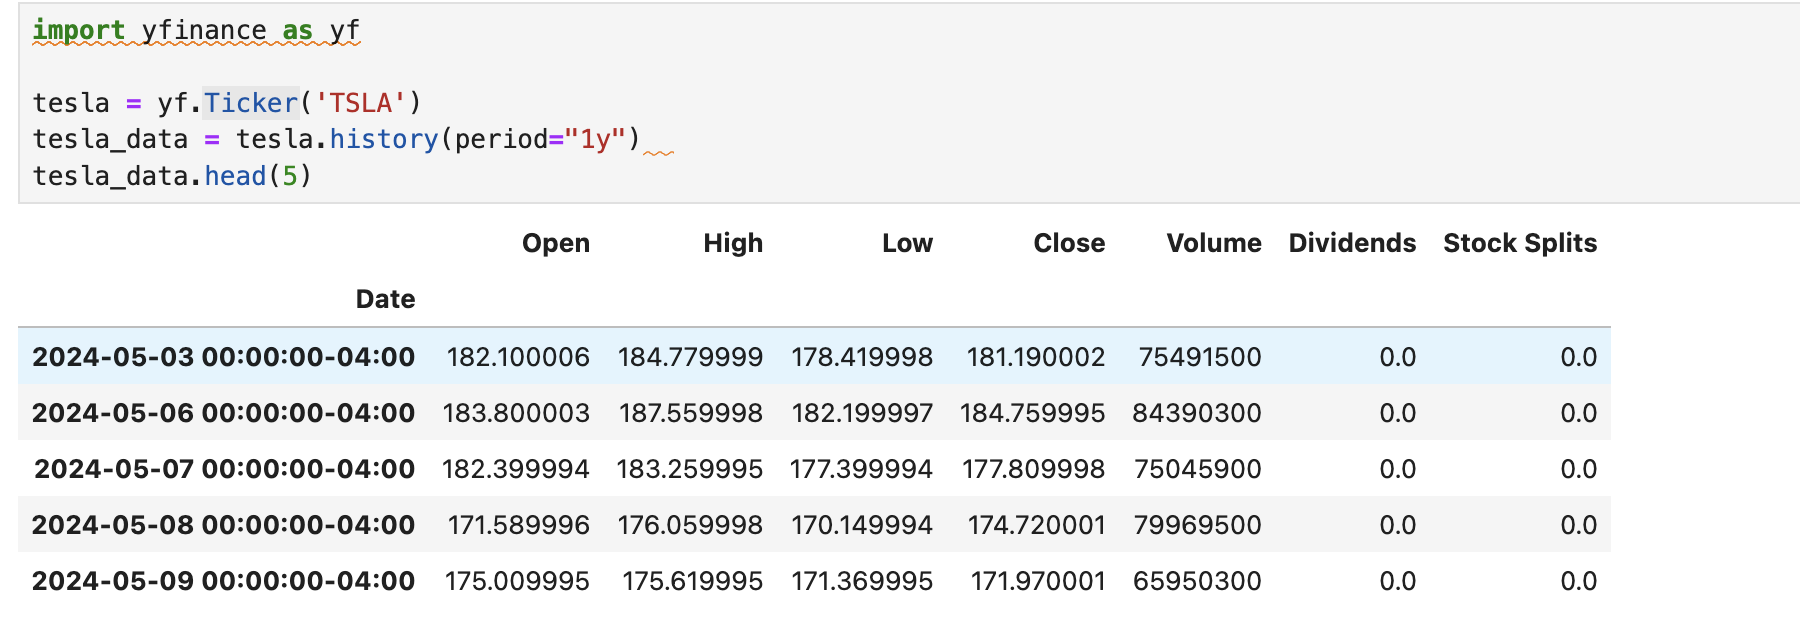 import yfinance as yf
tesla = yf.Ticker('TSLA')
tesla_data = tesla.history(period="1y")
tesla_data.head(5)
Open High Low Close Volume Dividends Stock Splits
Date
2024-05-03 00:00:00-04:00 182.100006 184.779999 178.419998 181.190002 75491500 0.0 0.0
2024-05-06 00:00:00-04:00 183.800003 187.559998 182.199997 184.759995 84390300 0.0 0.0
2024-05-07 00:00:00-04:00 182.399994 183.259995 177.399994 177.809998 75045900 0.0 0.0
2024-05-08 00:00:00-04:00 171.589996 176.059998 170.149994 174.720001 79969500 0.0 0.0
2024-05-09 00:00:00-04:00 175.009995 175.619995 171.369995 171.970001 65950300 0.0 0.0